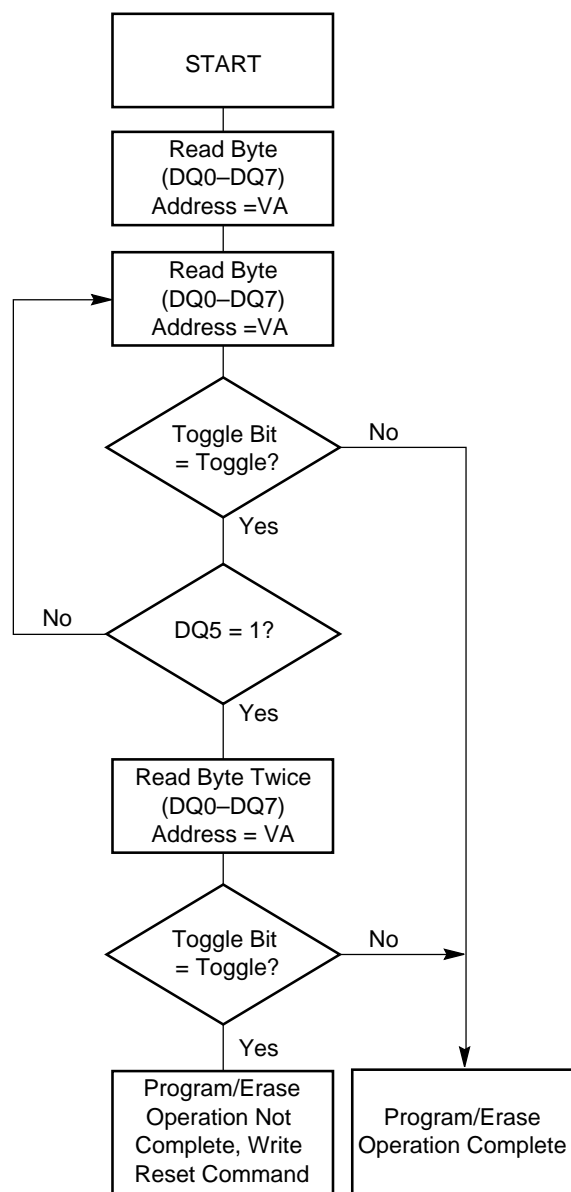 START
Read Byte
(DQ0–DQ7)
Address =VA
Read Byte
(DQ0–DQ7)
Address =VA
Toggle Bit
= Toggle?
No
Yes
No
DQ5 = 1?
Yes
Read Byte Twice
(DQ0–DQ7)
Address = VA
Toggle Bit
= Toggle?
No
Yes
Program/Erase
Operation Not
Complete, Write
Reset Command
Program/Erase
Operation Complete